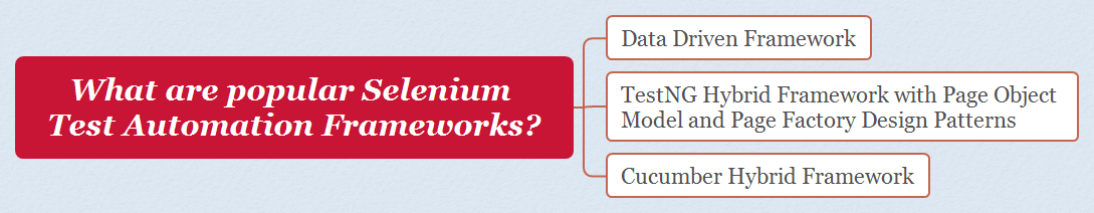 What are popular Selenium
Test Automation Frameworks?
Data Driven Framework
TestNG Hybrid Framework with Page Object
Model and Page Factory Design Patterns
Cucumber Hybrid Framework